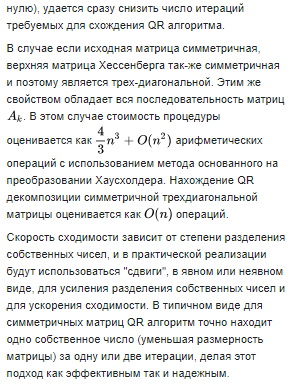 нулю), удается сразу снизить число итераций
требуемых для схождения QR алгоритма.
В случае если исходная матрица симметричная,
верхняя матрица Хессенберга так-же симметричная
и поэтому является трех-диагональной. Этим же
свойством обладает вся последовательность матриц
Aₖ. В этом случае стоимость процедуры
оценивается как 4/3 n³ + O(n²) арифметических
операций с использованием метода основанного на
преобразовании Хаусхолдера. Нахождение QR
декомпозиции симметричной трехдиагональной
матрицы оценивается как O(n) операций.
Скорость сходимости зависит от степени разделения
собственных чисел, и в практической реализации
будут использоваться "сдвиги", в явном или неявном
виде, для усиления разделения собственных чисел и
для ускорения сходимости. В типичном виде для
симметричных матриц QR алгоритм точно находит
одно собственное число (уменьшая размерность
матрицы) за одну или две итерации, делая этот
подход как эффективным так и надежным.